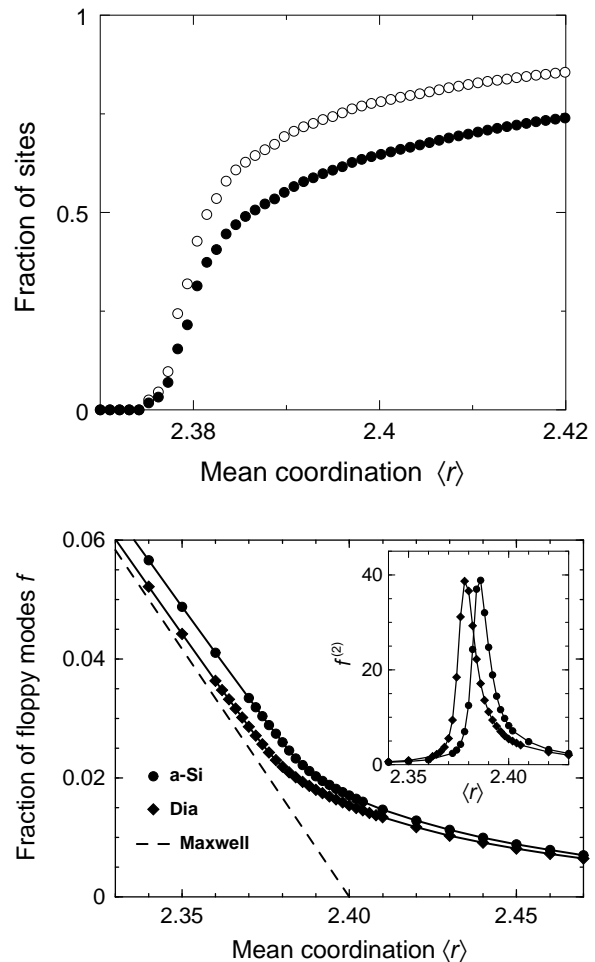 1
0.5
0
Fraction of sites
2.38 2.4 2.42
Mean coordination ⟨r⟩
0.06
0.04
0.02
0
Fraction of floppy modes f
a-Si
Dia
Maxwell
40
20
0
f(2)
2.34 2.40
⟨r⟩
2.35 2.40 2.45
Mean coordination ⟨r⟩